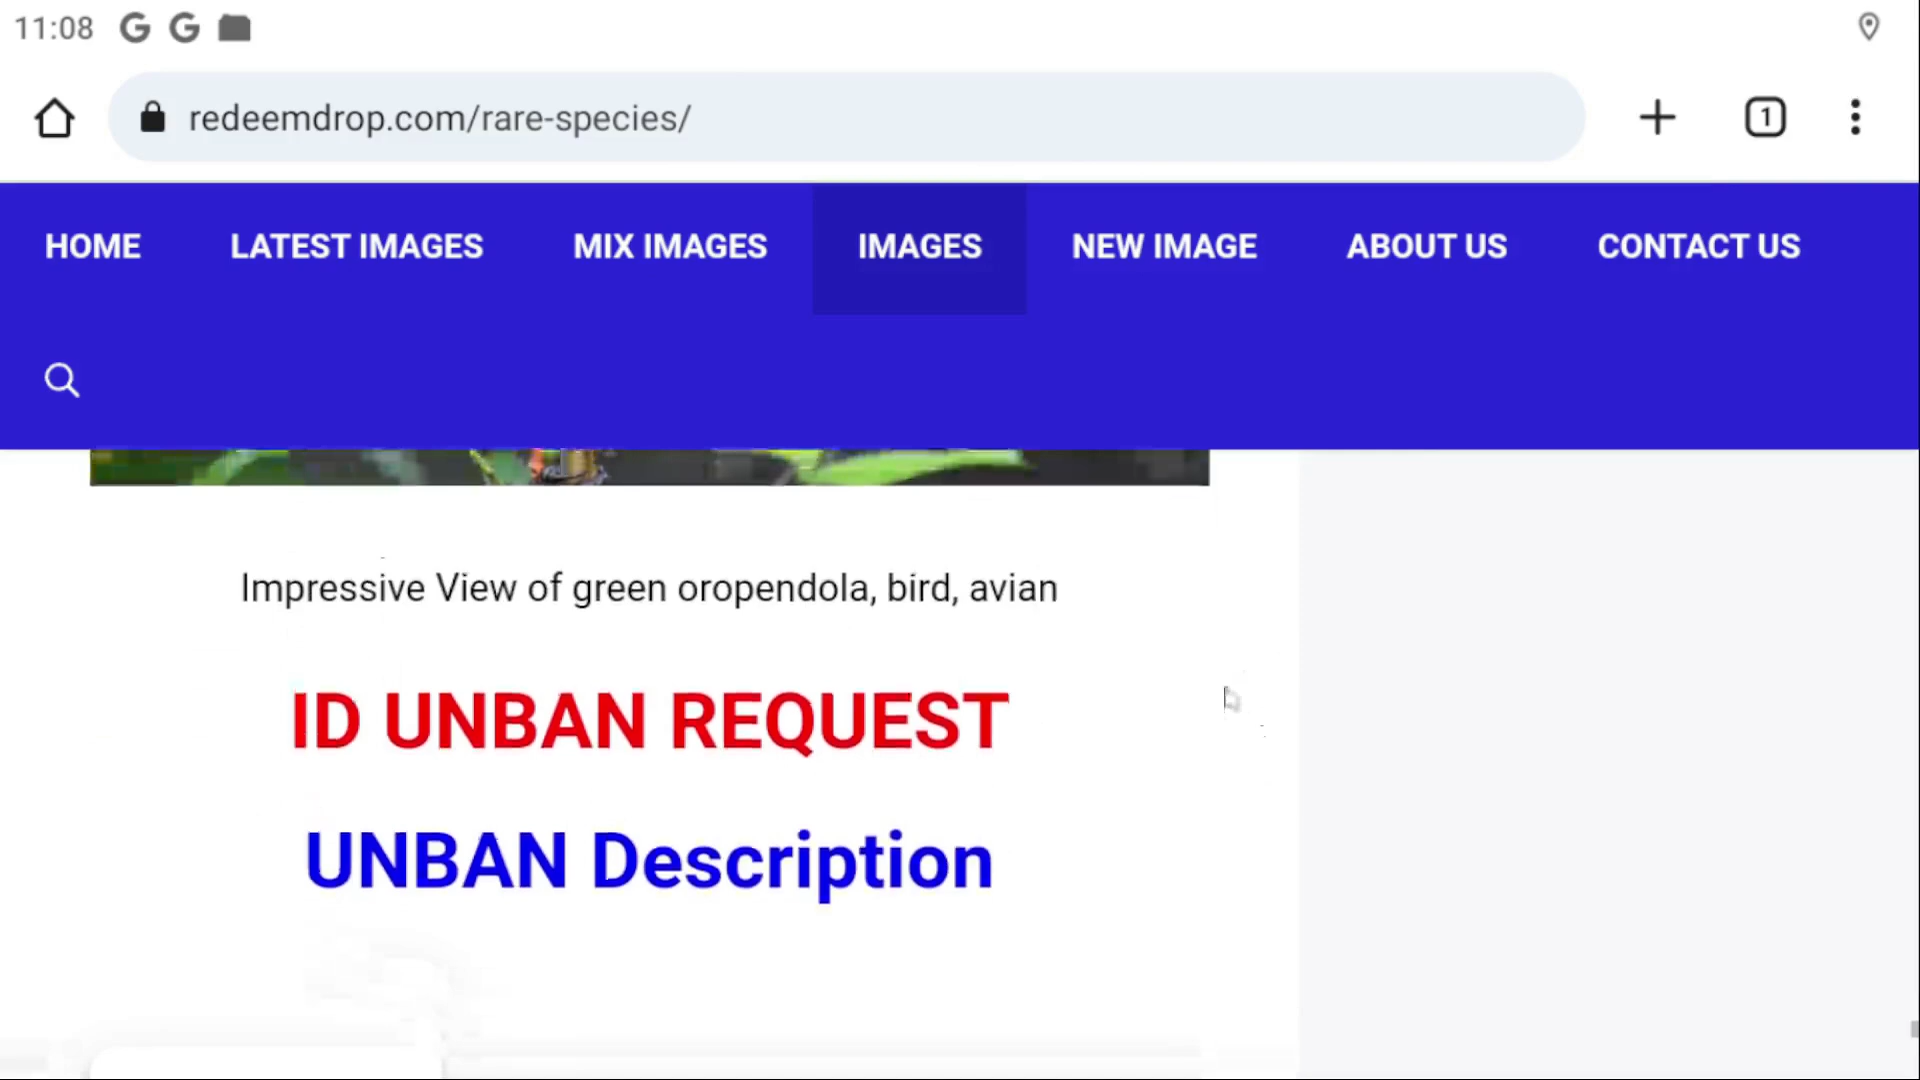 11:08
redeemdrop.com/rare-species/
1
HOME LATEST IMAGES MIX IMAGES IMAGES NEW IMAGE ABOUT US CONTACT US
Impressive View of green oropendola, bird, avian
ID UNBAN REQUEST
UNBAN Description